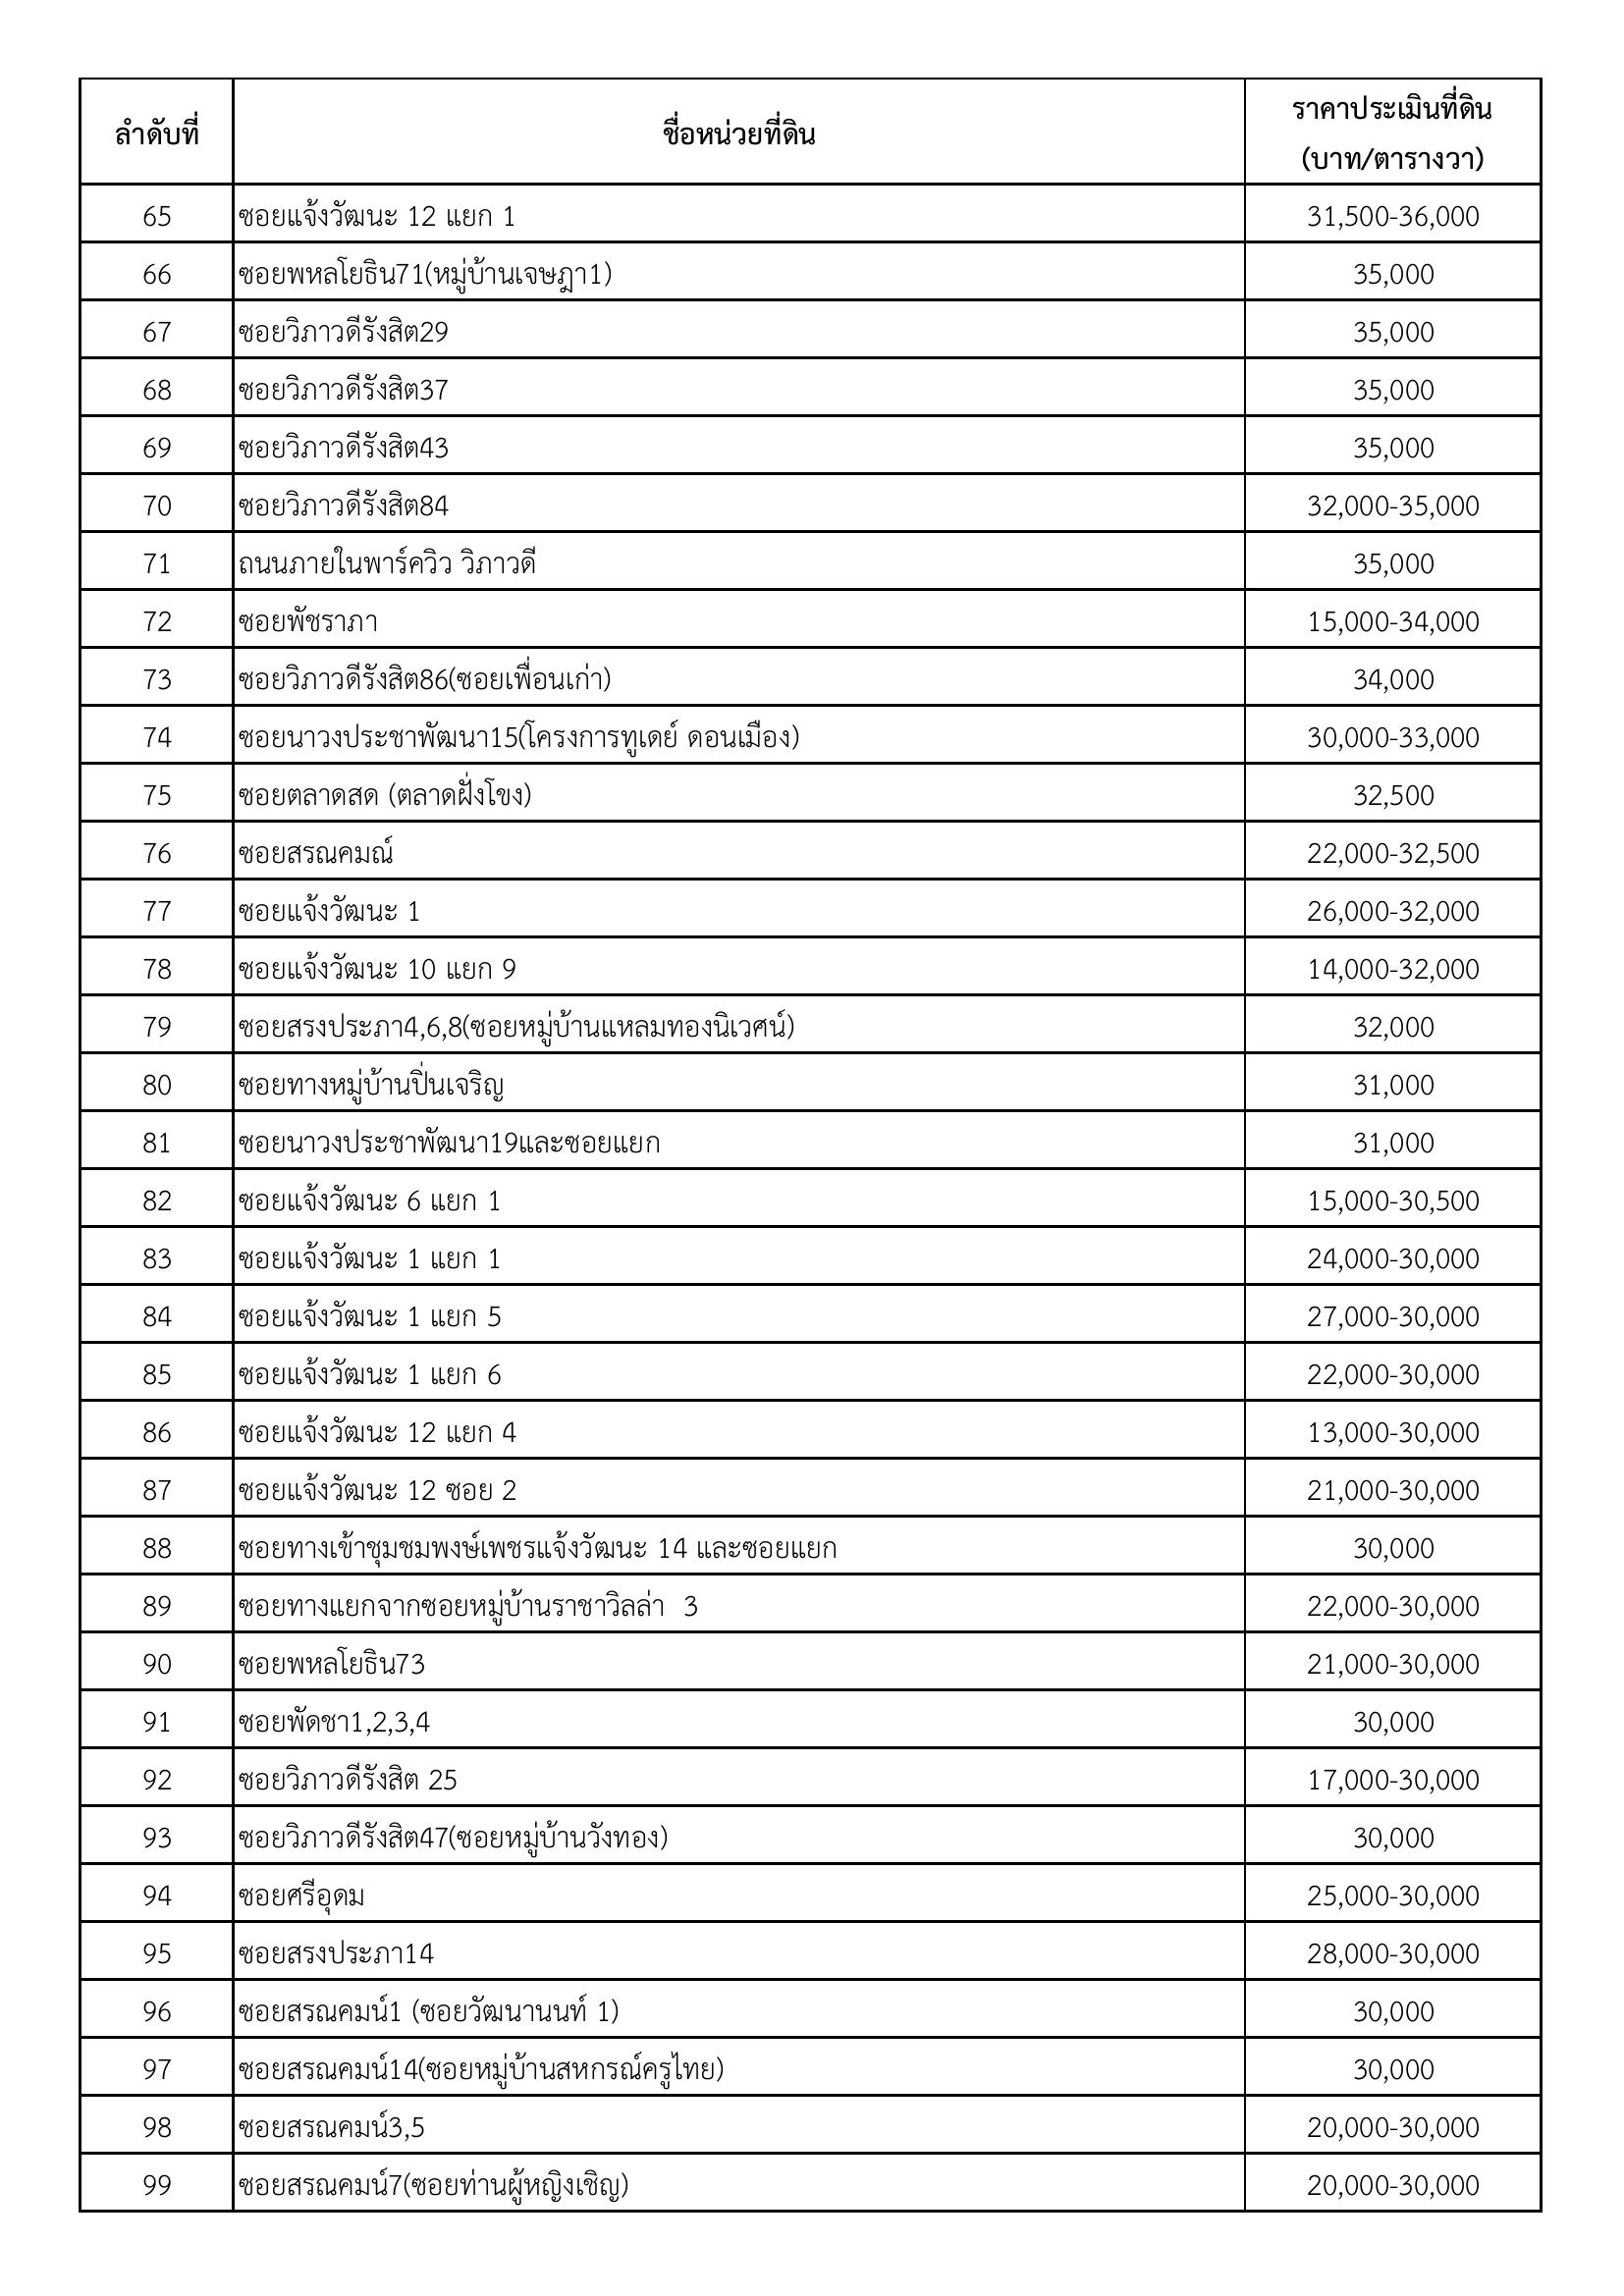 ลำดับที่ ชื่อหน่วยที่ดิน ราคาประเมินที่ดิน
(บาท/ตารางวา)
65 ซอยแจ้งวัฒนะ 12 แยก 1 31,500-36,000
66 ซอยพหลโยธิน71(หมู่บ้านเจษฎา1) 35,000
67 ซอยวิภาวดีรังสิต29 35,000
68 ซอยวิภาวดีรังสิต37 35,000
69 ซอยวิภาวดีรังสิต43 35,000
70 ซอยวิภาวดีรังสิต84 32,000-35,000
71 ถนนภายในพาร์ควิว วิภาวดี 35,000
72 ซอยพัชราภา 15,000-34,000
73 ซอยวิภาวดีรังสิต86(ซอยเพื่อนเก่า) 34,000
74 ซอยนาวงประชาพัฒนา15(โครงการทูเดย์ ดอนเมือง) 30,000-33,000
75 ซอยตลาดสด (ตลาดฝั่งโขง) 32,500
76 ซอยสรณคมณ์ 22,000-32,500
77 ซอยแจ้งวัฒนะ 1 26,000-32,000
78 ซอยแจ้งวัฒนะ 10 แยก 9 14,000-32,000
79 ซอยสรงประภา4,6,8(ซอยหมู่บ้านแหลมทองนิเวศน์) 32,000
80 ซอยทางหมู่บ้านปิ่นเจริญ 31,000
81 ซอยนาวงประชาพัฒนา19และซอยแยก 31,000
82 ซอยแจ้งวัฒนะ 6 แยก 1 15,000-30,500
83 ซอยแจ้งวัฒนะ 1 แยก 1 24,000-30,000
84 ซอยแจ้งวัฒนะ 1 แยก 5 27,000-30,000
85 ซอยแจ้งวัฒนะ 1 แยก 6 22,000-30,000
86 ซอยแจ้งวัฒนะ 12 แยก 4 13,000-30,000
87 ซอยแจ้งวัฒนะ 12 ซอย 2 21,000-30,000
88 ซอยทางเข้าชุมชมพงษ์เพชรแจ้งวัฒนะ 14 และซอยแยก 30,000
89 ซอยทางแยกจากซอยหมู่บ้านราชาวิลล่า 3 22,000-30,000
90 ซอยพหลโยธิน73 21,000-30,000
91 ซอยพัดชา1,2,3,4 30,000
92 ซอยวิภาวดีรังสิต 25 17,000-30,000
93 ซอยวิภาวดีรังสิต47(ซอยหมู่บ้านวังทอง) 30,000
94 ซอยศรีอุดม 25,000-30,000
95 ซอยสรงประภา14 28,000-30,000
96 ซอยสรณคมน์1 (ซอยวัฒนานนท์ 1) 30,000
97 ซอยสรณคมน์14(ซอยหมู่บ้านสหกรณ์ครูไทย) 30,000
98 ซอยสรณคมน์3,5 20,000-30,000
99 ซอยสรณคมน์7(ซอยท่านผู้หญิงเชิญ) 20,000-30,000